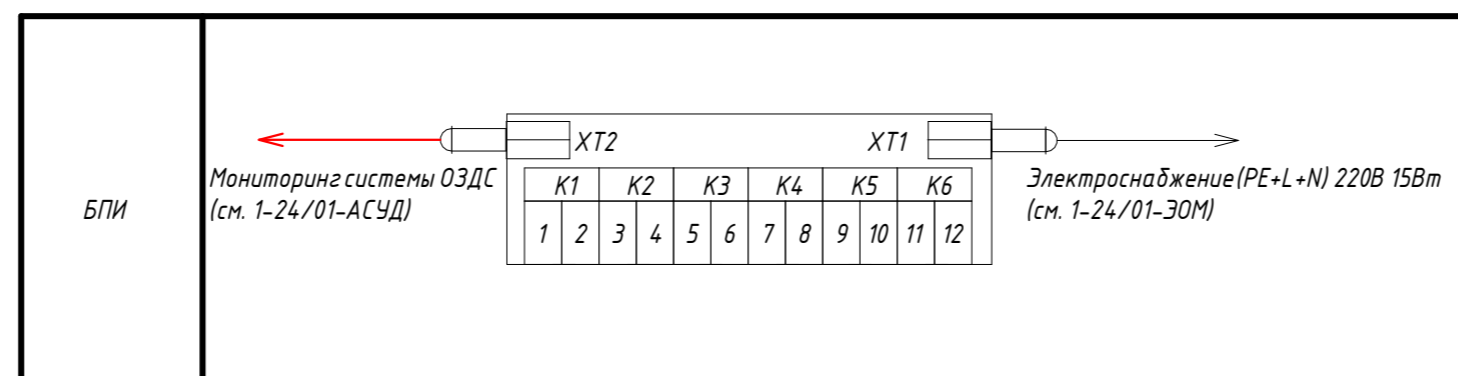 БПИ
XT2
XT1
Мониторинг системы ОЗДС
(см. 1-24/01-АСУД)
K1 K2 K3 K4 K5 K6
1 2 3 4 5 6 7 8 9 10 11 12
Электроснабжение(PE+L+N) 220В 15Вт
(см. 1-24/01-ЭОМ)